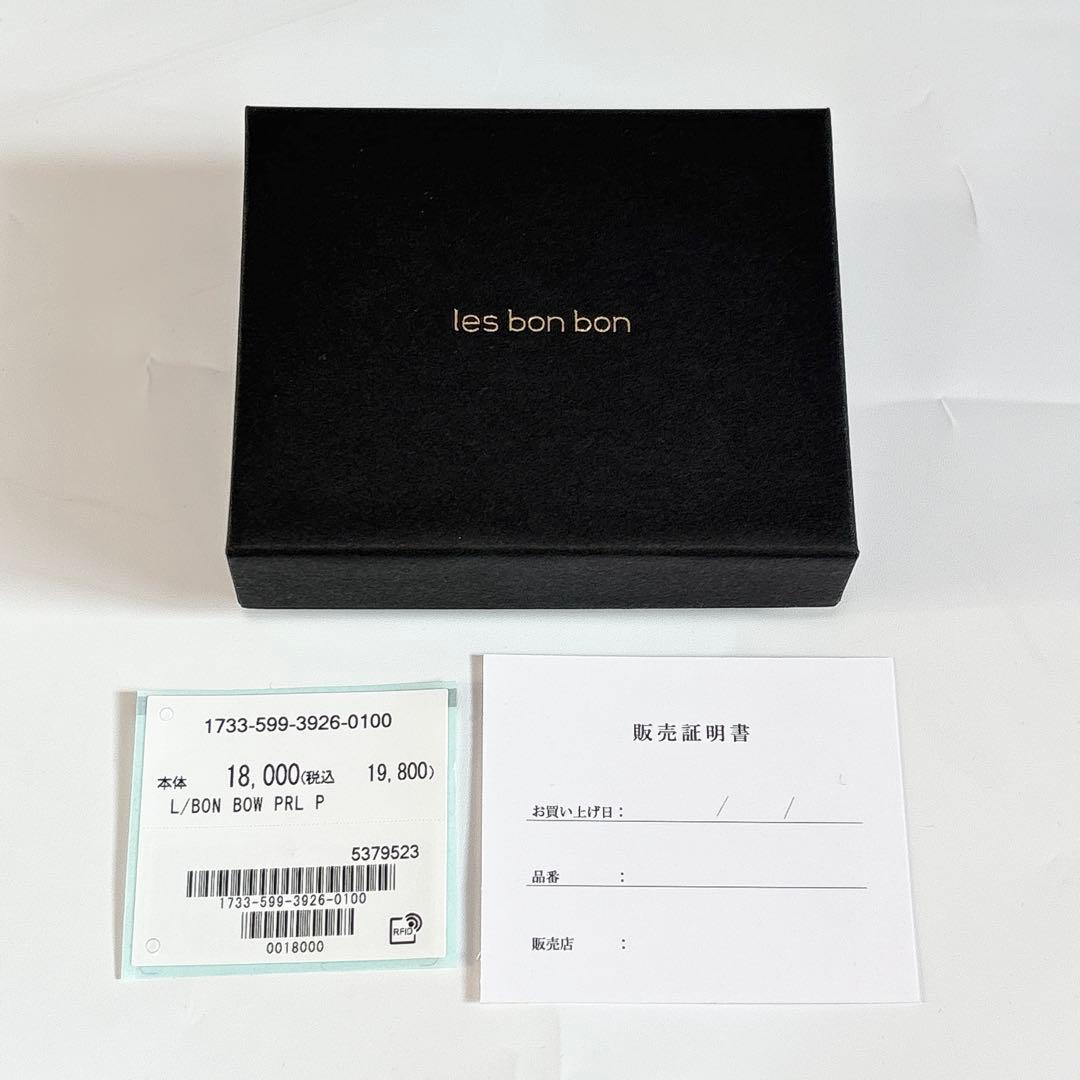 les bon bon
1733-599-3926-0100
本体 18,000(税込 19,800)
L/BON BOW PRL P
5379523
1733-599-3926-0100
0018000
RFID
販売証明書
お買い上げ日： / /
品番 ：
販売店 ：